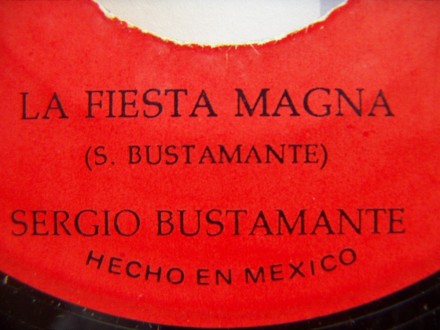 LA FIESTA MAGNA
(S. BUSTAMANTE)
SERGIO BUSTAMANTE
HECHO EN MEXICO